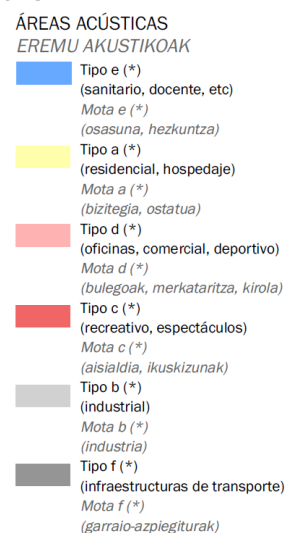 ÁREAS ACÚSTICAS
EREMU AKUSTIKOAK
Tipo e (*)
(sanitario, docente, etc)
Mota e (*)
(osasuna, hezkuntza)
Tipo a (*)
(residencial, hospedaje)
Mota a (*)
(bizitegia, ostatua)
Tipo d (*)
(oficinas, comercial, deportivo)
Mota d (*)
(bulegoak, merkataritza, kirola)
Tipo c (*)
(recreativo, espectáculos)
Mota c (*)
(aisialdia, ikuskizunak)
Tipo b (*)
(industrial)
Mota b (*)
(industria)
Tipo f (*)
(infraestructuras de transporte)
Mota f (*)
(garraio-azpiegiturak)